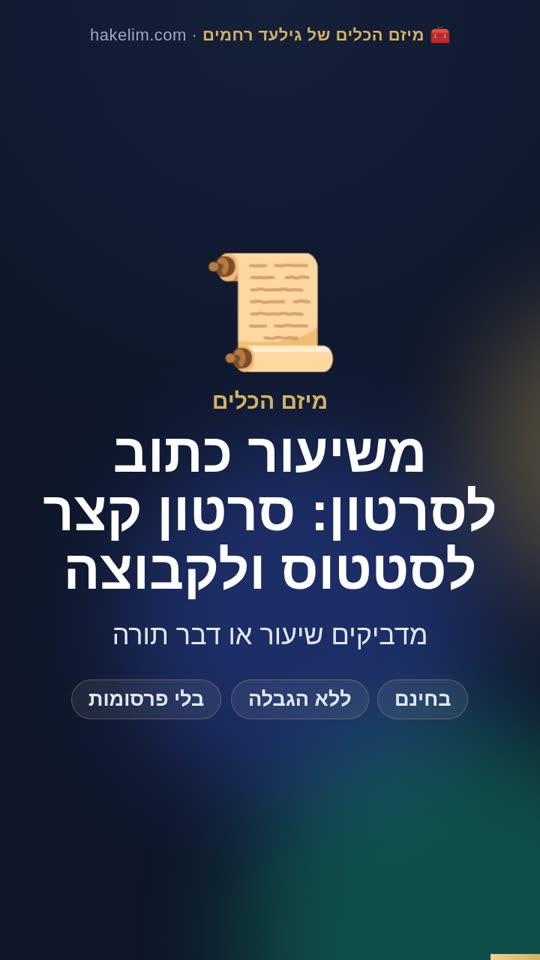 🧰 מיזם הכלים של גילעד רחמים · hakelim.com
מיזם הכלים
משיעור כתוב
לסרטון: סרטון קצר
לסטטוס ולקבוצה
מדביקים שיעור או דבר תורה
בחינם
ללא הגבלה
בלי פרסומות